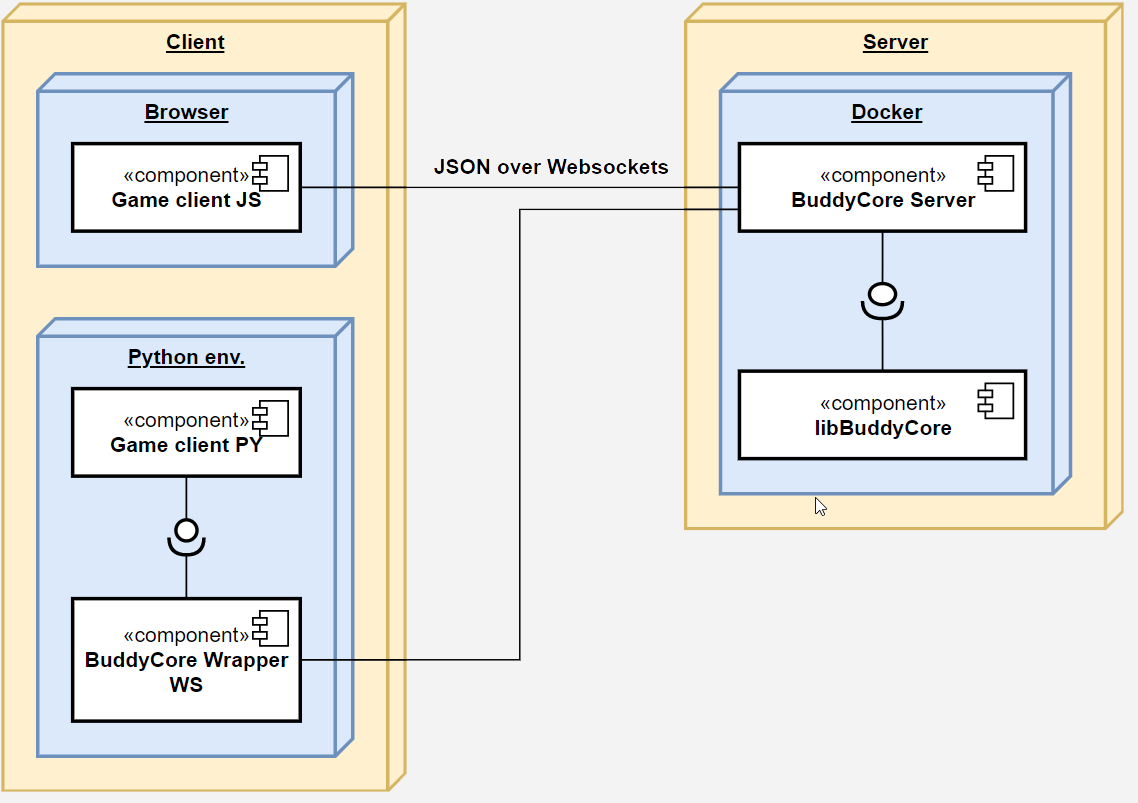 Client
Browser
«component»
Game client JS
Python env.
«component»
Game client PY
«component»
BuddyCore Wrapper
WS
JSON over Websockets
Server
Docker
«component»
BuddyCore Server
«component»
libBuddyCore